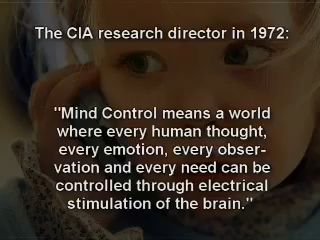 The CIA research director in 1972:
"Mind Control means a world
where every human thought,
every emotion, every obser-
vation and every need can be
controlled through electrical
stimulation of the brain."